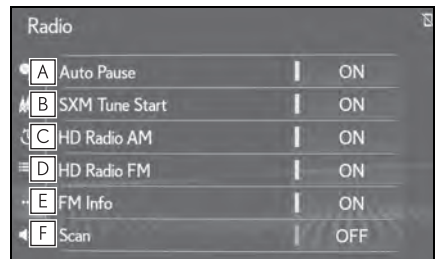 Radio
A Auto Pause ON
B SXM Tune Start ON
C HD Radio AM ON
D HD Radio FM ON
E FM Info ON
F Scan OFF